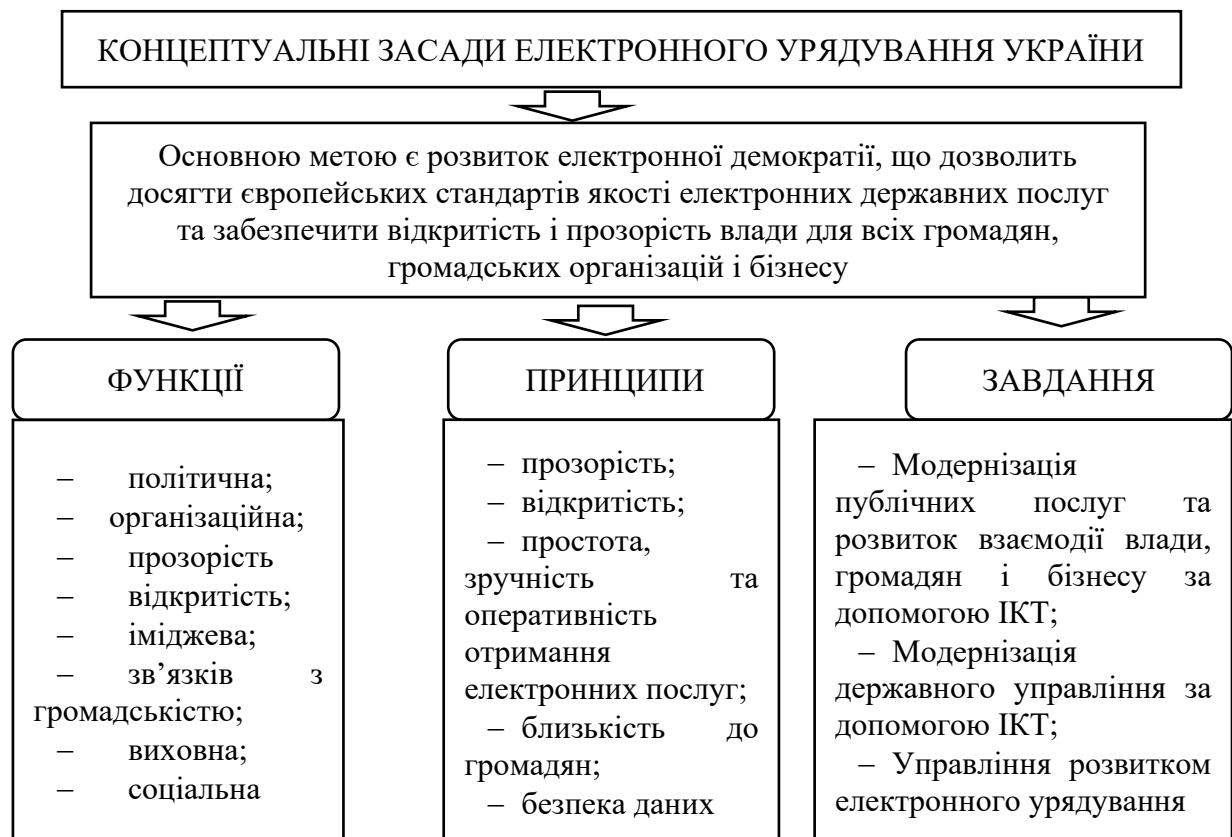 КОНЦЕПТУАЛЬНІ ЗАСАДИ ЕЛЕКТРОННОГО УРЯДУВАННЯ УКРАЇНИ
Основною метою є розвиток електронної демократії, що дозволить
досягти європейських стандартів якості електронних державних послуг
та забезпечити відкритість і прозорість влади для всіх громадян,
громадських організацій і бізнесу
ФУНКЦІЇ
– політична;
– організаційна;
– прозорість
– відкритість;
– іміджева;
– зв’язків з
громадськістю;
– виховна;
– соціальна
ПРИНЦИПИ
– прозорість;
– відкритість;
– простота,
зручність та
оперативність
отримання
електронних послуг;
– близькість до
громадян;
– безпека даних
ЗАВДАННЯ
– Модернізація
публічних послуг та
розвиток взаємодії влади,
громадян і бізнесу за
допомогою ІКТ;
– Модернізація
державного управління за
допомогою ІКТ;
– Управління розвитком
електронного урядування